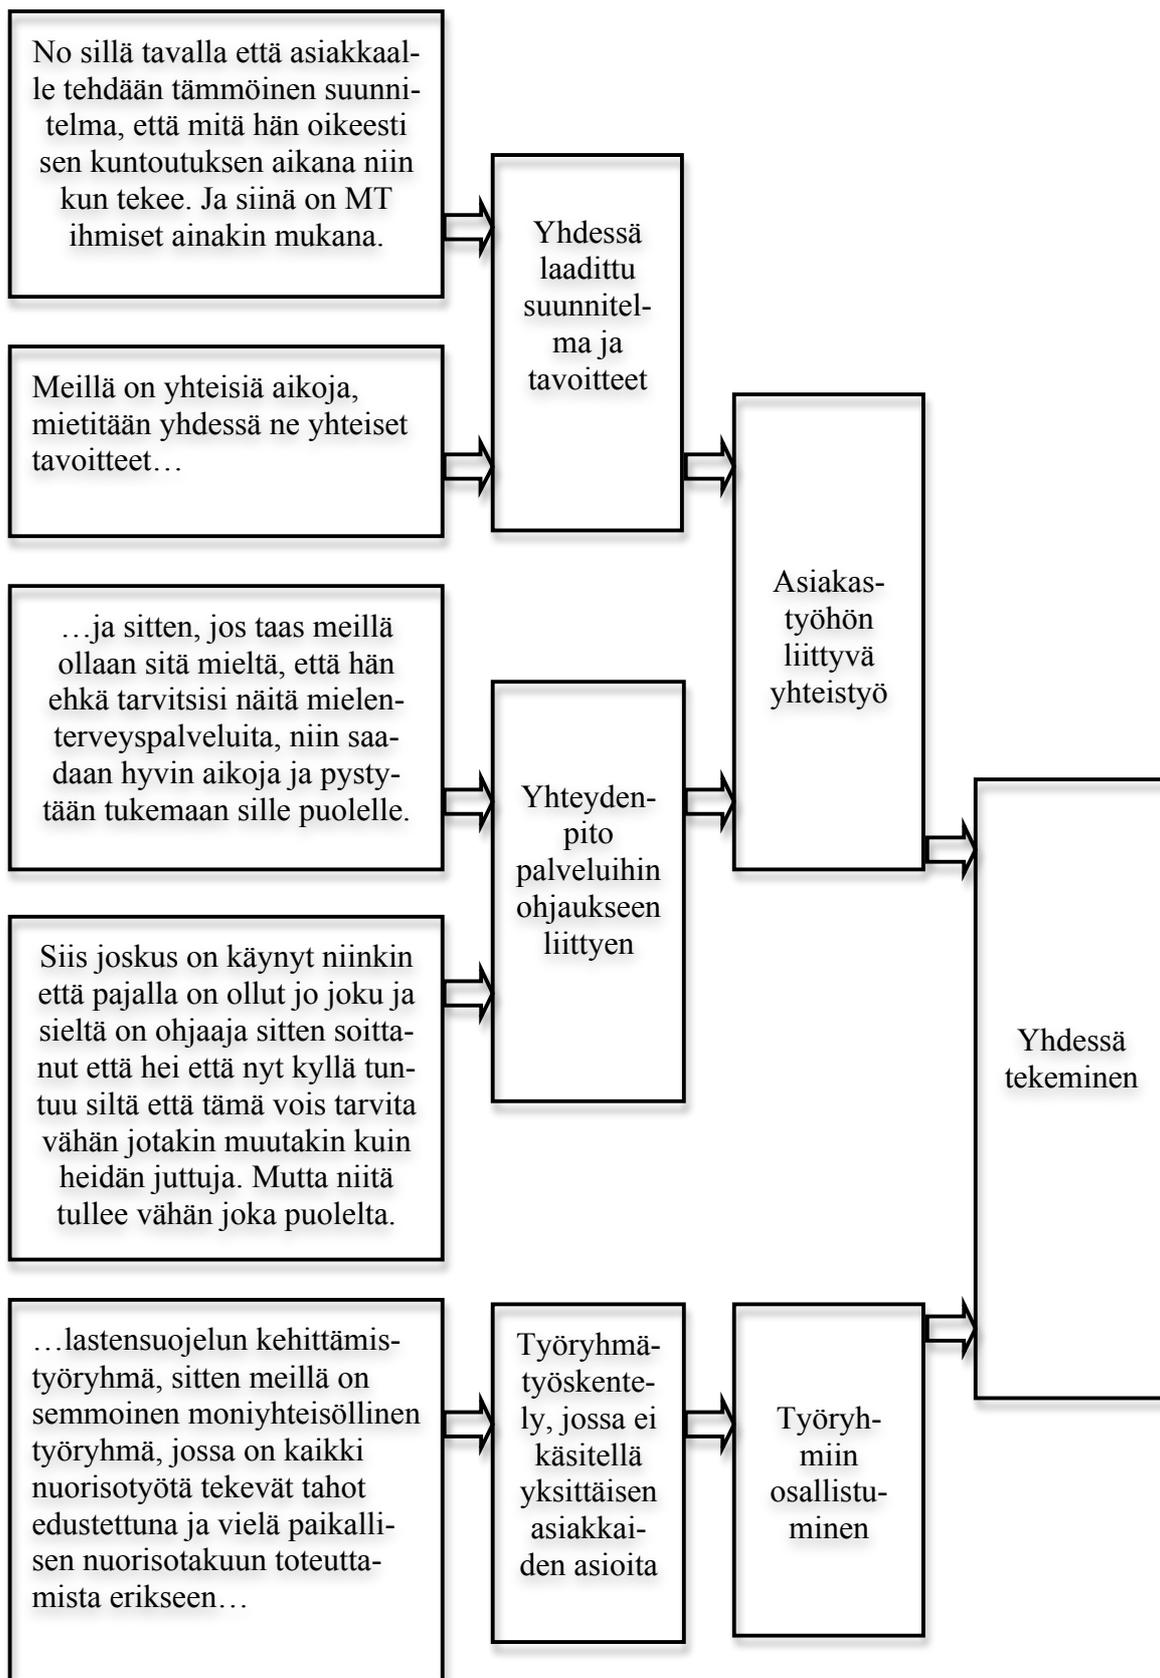 No sillä tavalla että asiakkaal-
le tehdään tämmöinen suunni-
telma, että mitä hän oikeesti
sen kuntoutuksen aikana niin
kun tekee. Ja siinä on MT
ihmiset ainakin mukana.
Meillä on yhteisiä aikoja,
mietitään yhdessä ne yhteiset
tavoitteet…
…ja sitten, jos taas meillä
ollaan sitä mieltä, että hän
ehkä tarvitsisi näitä mielen-
terveyspalveluita, niin saa-
daan hyvin aikoja ja pysty-
tään tukemaan sille puolelle.
Siis joskus on käynyt niinkin
että pajalla on ollut jo joku ja
sieltä on ohjaaja sitten soitta-
nut että hei että nyt kyllä tun-
tuu siltä että tämä vois tarvita
vähän jotakin muutakin kuin
heidän juttuja. Mutta niitä
tullee vähän joka puolelta.
…lastensuojelun kehittämis-
työryhmä, sitten meillä on
semmoinen moniyhteisöllinen
työryhmä, jossa on kaikki
nuorisotyötä tekevät tahot
edustettuna ja vielä paikalli-
sen nuorisotakuun toteutta-
mista erikseen…
Yhdessä
laadittu
suunnitel-
ma ja
tavoitteet
Yhteyden-
pito
palveluihin
ohjaukseen
liittyen
Työryhmä-
työskente-
ly, jossa ei
käsitellä
yksittäisen
asiakkai-
den asioita
Asiakas-
työhön
liittyvä
yhteistyö
Työryh-
miin
osallistu-
minen
Yhdessä
tekeminen